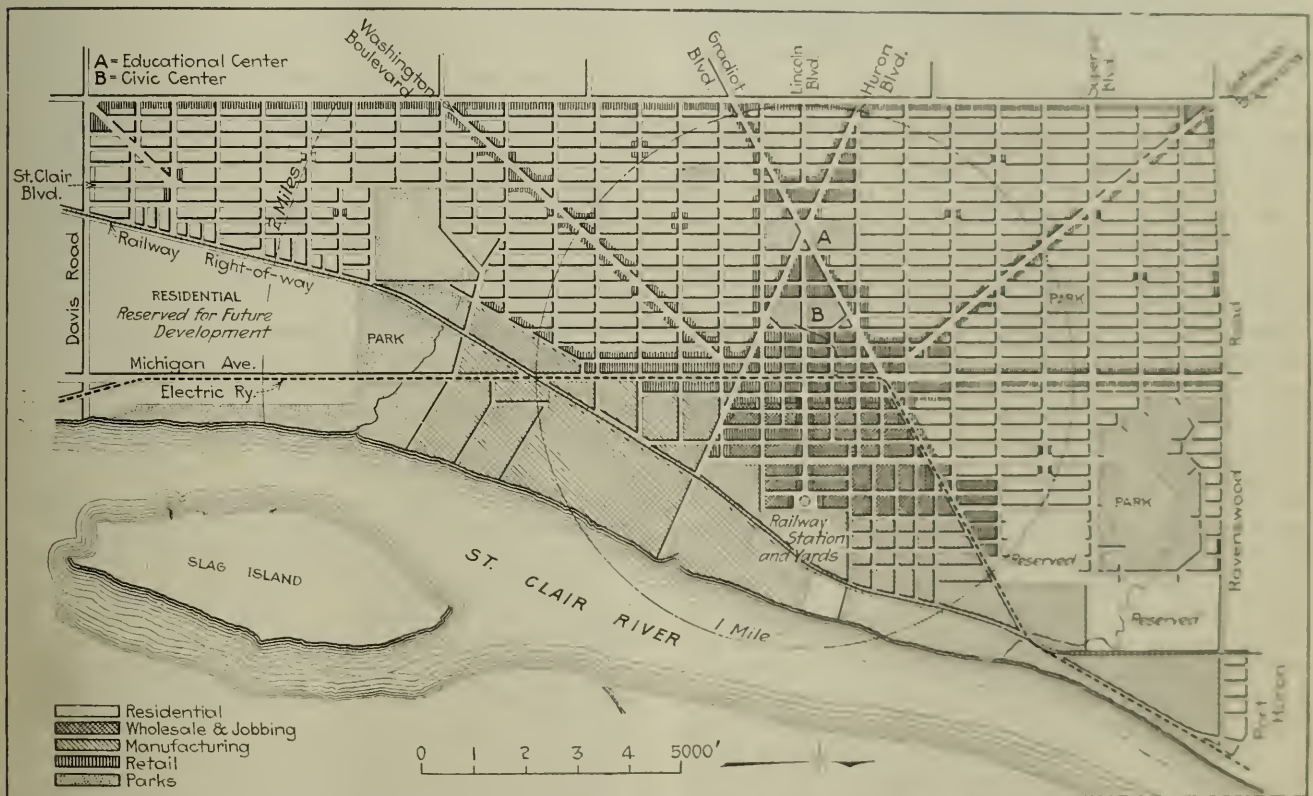 A = Educational Center
B = Civic Center
Washington
Boulevard
Gradiot
Blvd.
Lincoln
Blvd
Huron
Blvd.
Blvd
St. Clair
Blvd.
2 Miles
Railway Right-of-way
Davis Road
RESIDENTIAL
Reserved for Future
Development
PARK
Michigan Ave.
Electric Ry.
A
B
PARK
Road
PARK
Railway
Station
and Yards
Reserved
Reserved
Ravenswood
Port
Huron
SLAG ISLAND
ST. CLAIR
RIVER
1 Mile
Residential
Wholesale & Jobbing
Manufacturing
Retail
Parks
0 1 2 3 4 5000'